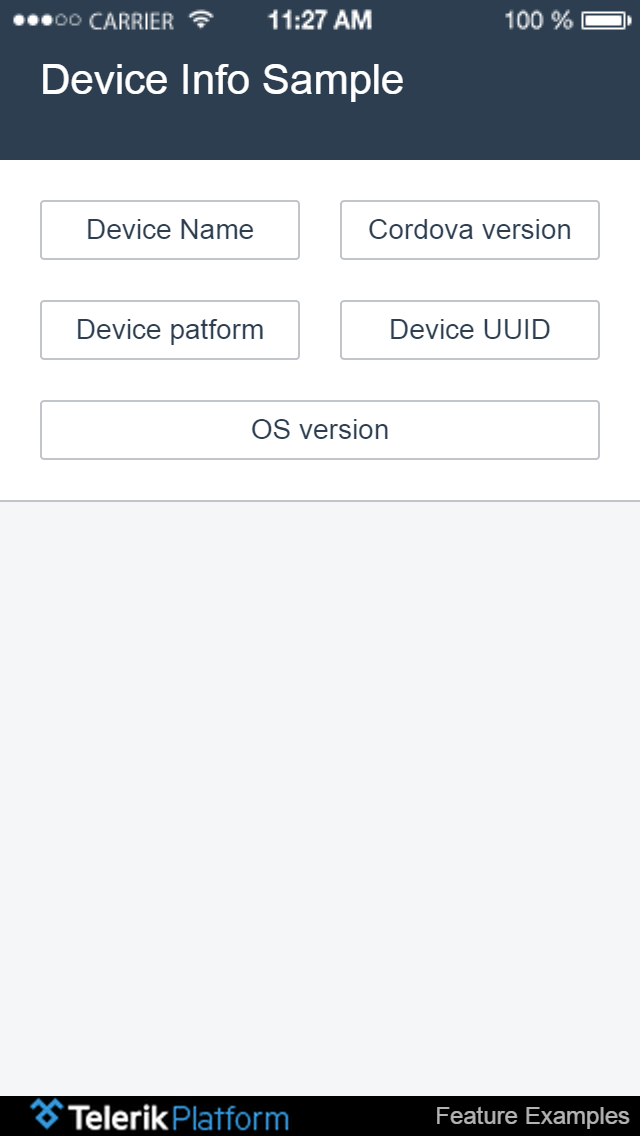 CARRIER 11:27 AM 100 %
Device Info Sample
Device Name Cordova version
Device patform Device UUID
OS version
Telerik Platform Feature Examples